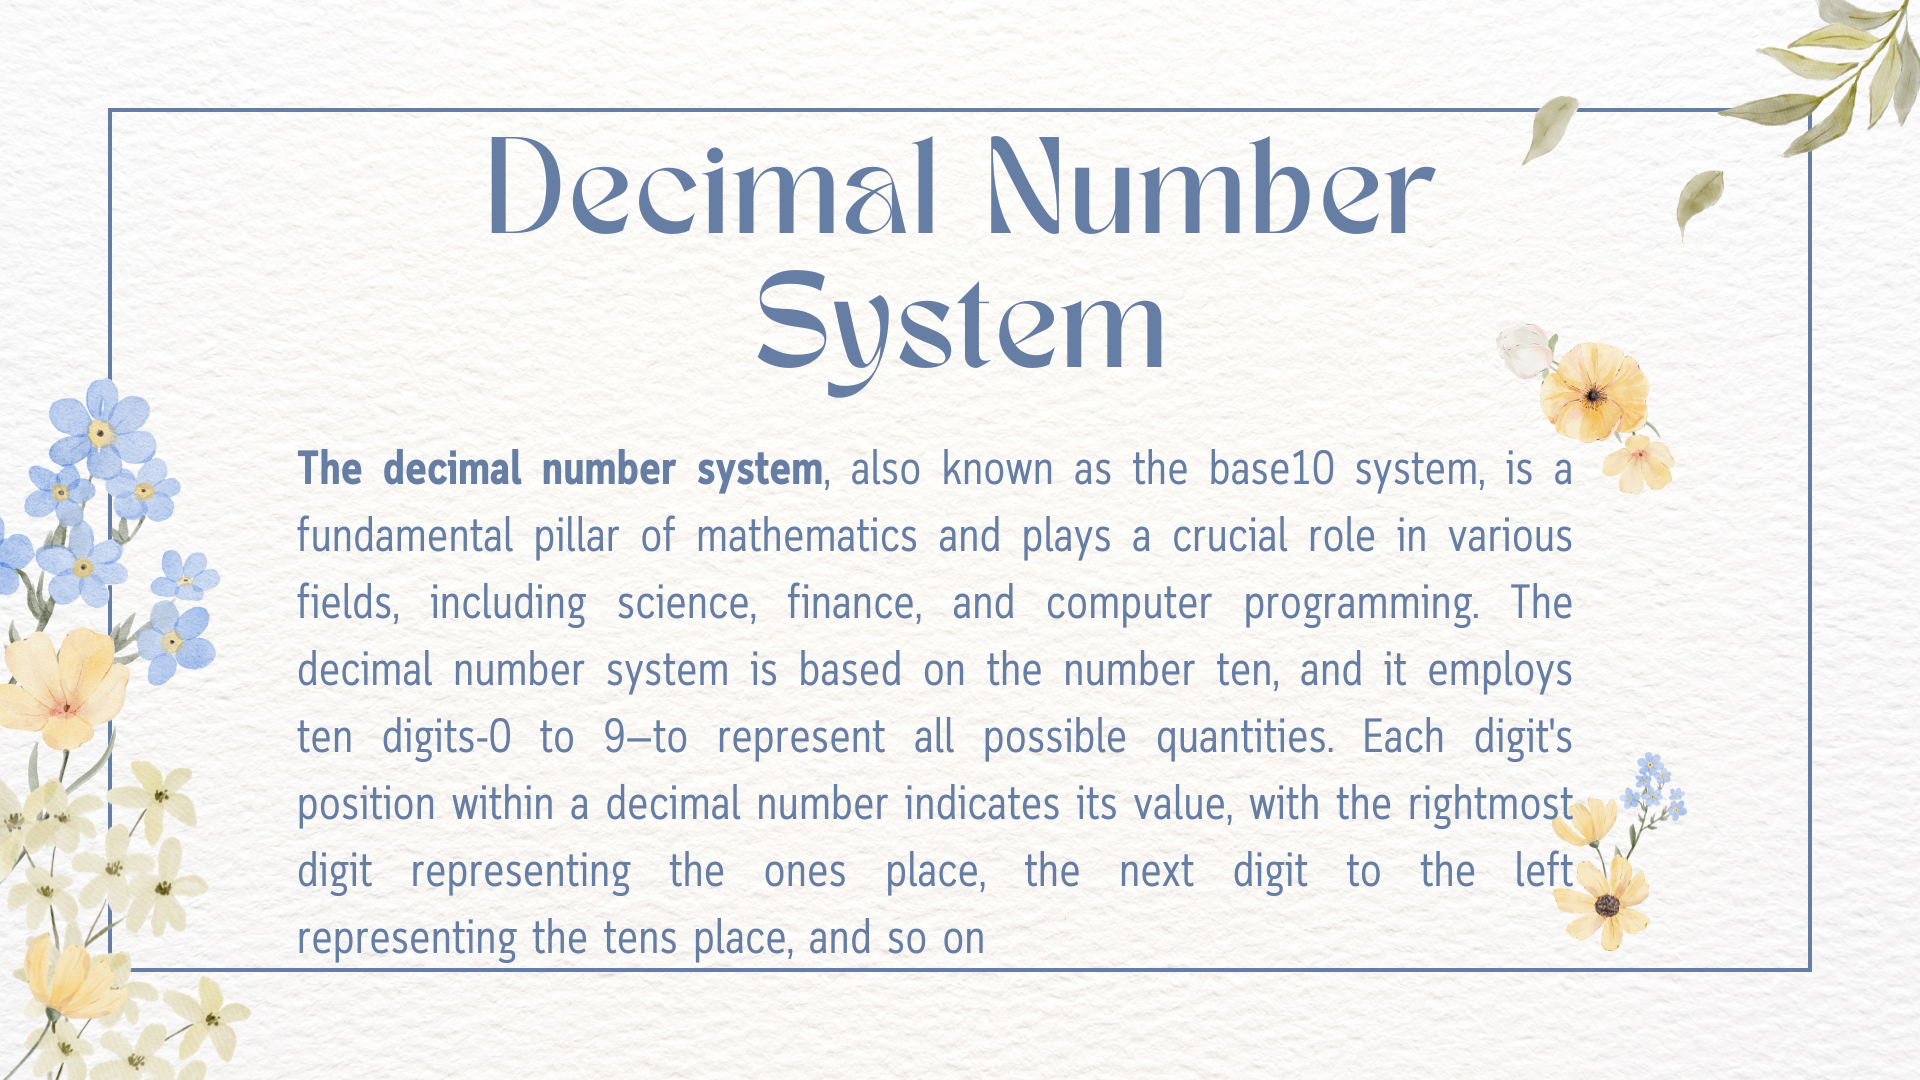 Decimal Number
System
The decimal number system, also known as the base10 system, is a
fundamental pillar of mathematics and plays a crucial role in various
fields, including science, finance, and computer programming. The
decimal number system is based on the number ten, and it employs
ten digits-0 to 9—to represent all possible quantities. Each digit's
position within a decimal number indicates its value, with the rightmost
digit representing the ones place, the next digit to the left
representing the tens place, and so on